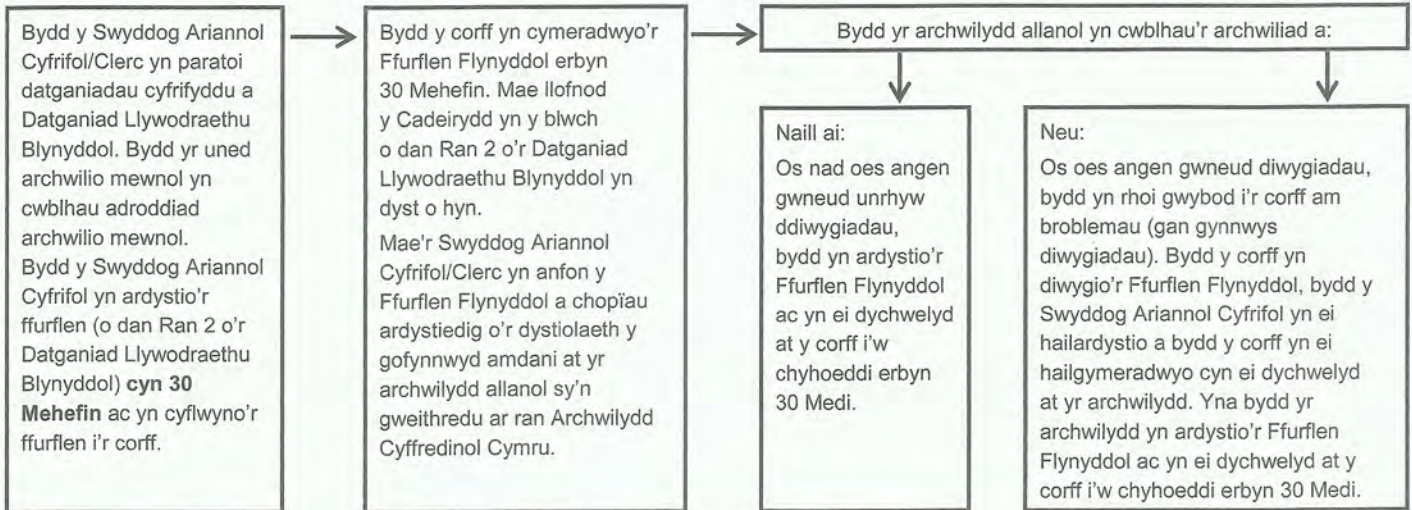 Bydd y Swyddog Ariannol
Cyfrifol/Clerc yn paratoi
datganiadau cyfrifyddu a
Datganiad Llywodraethu
Blynyddol. Bydd yr uned
archwilio mewnol yn
cwblhau adroddiad
archwilio mewnol.
Bydd y Swyddog Ariannol
Cyfrifol yn ardystio'r
ffurflen (o dan Ran 2 o'r
Datganiad Llywodraethu
Blynyddol) cyn 30
Mehefin ac yn cyflwyno'r
ffurflen i'r corff.
Bydd y corff yn cymeradwyo'r
Ffurflen Flynyddol erbyn
30 Mehefin. Mae llofnod
y Cadeirydd yn y blwch
o dan Ran 2 o'r Datganiad
Llywodraethu Blynyddol yn
dyst o hyn.
Mae'r Swyddog Ariannol
Cyfrifol/Clerc yn anfon y
Ffurflen Flynyddol a chopïau
ardystiedig o'r dystiolaeth y
gofynnwyd amdani at yr
archwilydd allanol sy'n
gweithredu ar ran Archwilydd
Cyffredinol Cymru.
Bydd yr archwilydd allanol yn cwblhau'r archwiliad a:
Naill ai:
Os nad oes angen
gwneud unrhyw
ddiwygiadau,
bydd yn ardystio'r
Ffurflen Flynyddol
ac yn ei dychwelyd
at y corff i'w
chyhoeddi erbyn
30 Medi.
Neu:
Os oes angen gwneud diwygiadau,
bydd yn rhoi gwybod i'r corff am
broblemau (gan gynnwys
diwygiadau). Bydd y corff yn
diwygio'r Ffurflen Flynyddol, bydd y
Swyddog Ariannol Cyfrifol yn ei
hailardystio a bydd y corff yn ei
hailgymeradwyo cyn ei dychwelyd
at yr archwilydd. Yna bydd yr
archwilydd yn ardystio'r Ffurflen
Flynyddol ac yn ei dychwelyd at y
corff i'w chyhoeddi erbyn 30 Medi.